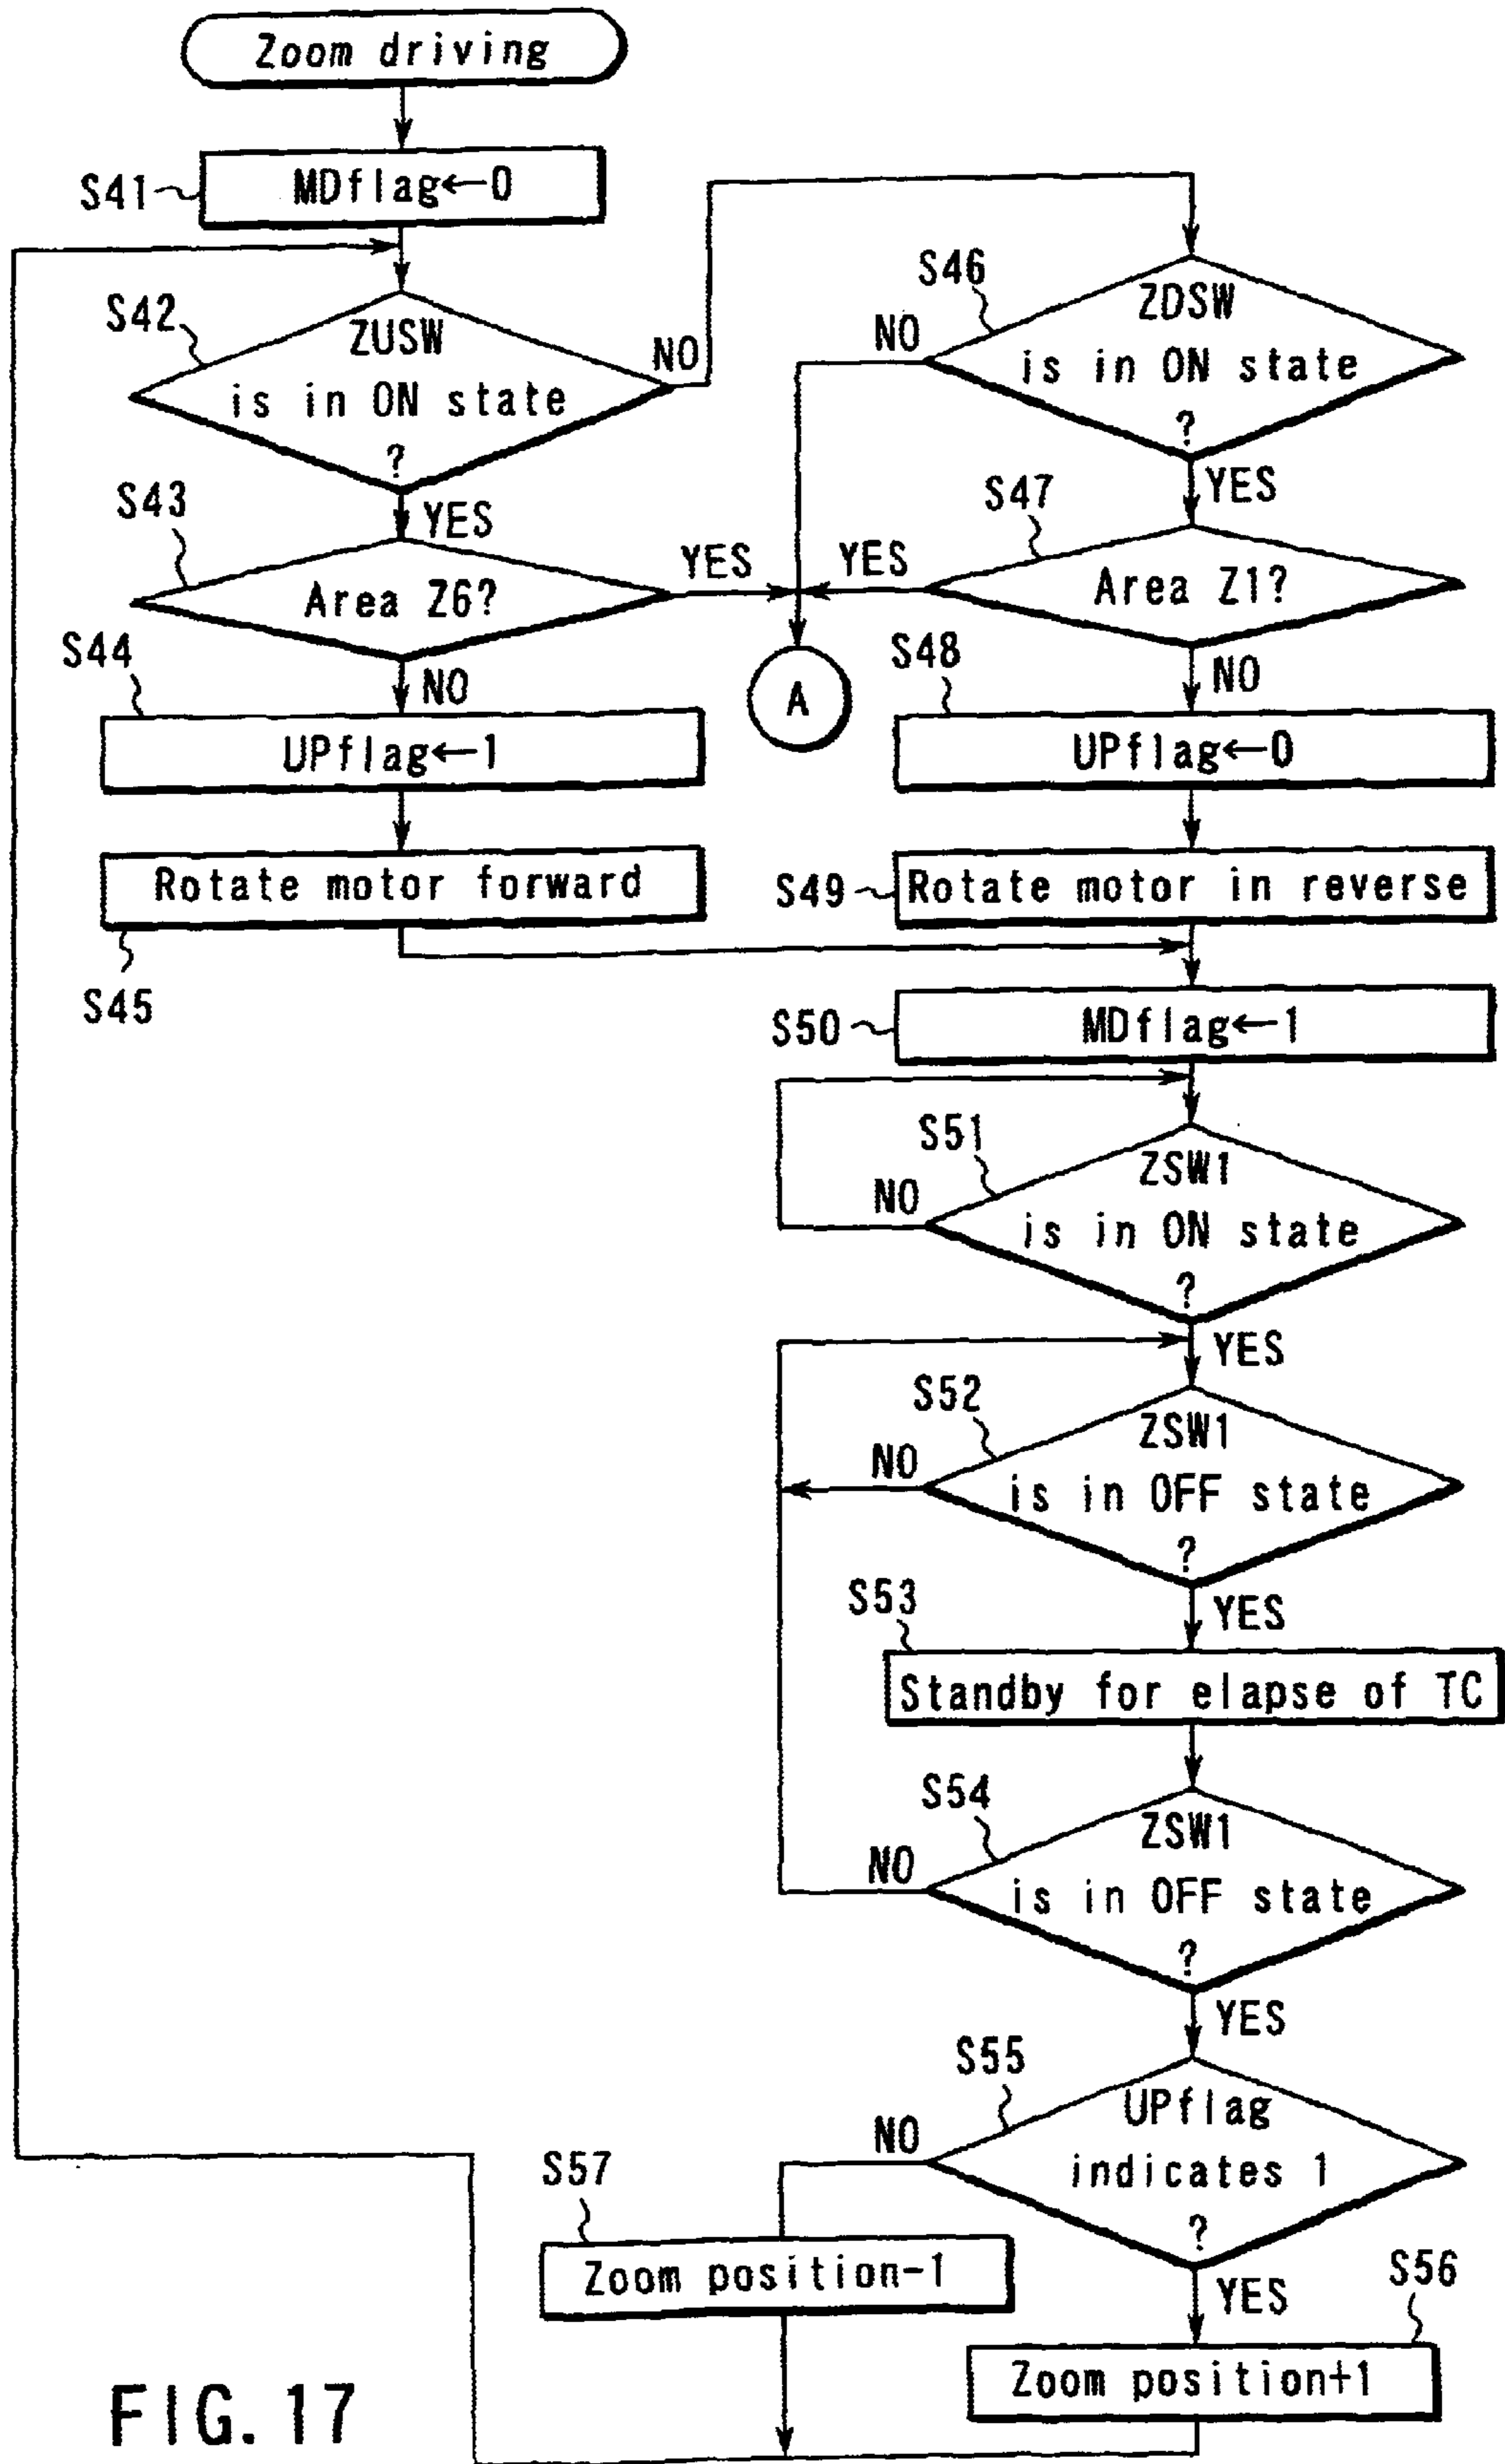 Zoom driving
S41
MDflag←0
S42
ZUSW
is in ON state
?
NO
YES
S43
Area Z6?
YES
NO
S44
UPflag←1
Rotate motor forward
S45
S46
ZDSW
is in ON state
?
NO
YES
S47
Area Z1?
YES
NO
A
S48
UPflag←0
S49
Rotate motor in reverse
S50
MDflag←1
S51
ZSW1
is in ON state
?
NO
YES
S52
ZSW1
is in OFF state
?
NO
YES
S53
Standby for elapse of TC
S54
ZSW1
is in OFF state
?
NO
YES
S55
UPflag
indicates 1
?
NO
YES
S57
Zoom position-1
S56
Zoom position+1
FIG. 17